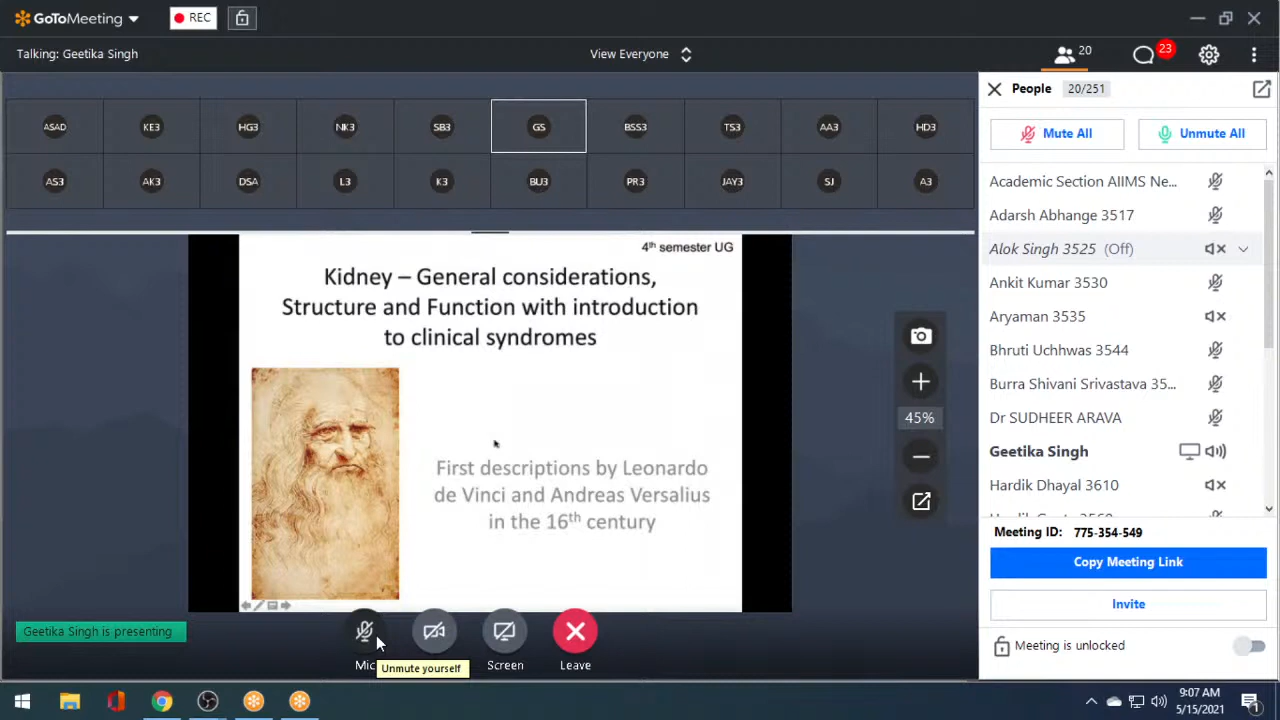 GoToMeeting
REC
Talking: Geetika Singh
View Everyone
20
23
ASAD
KE3
HG3
NK3
SB3
GS
BSS3
TS3
AA3
HD3
AS3
AK3
DSA
L3
K3
BU3
PR3
JAY3
SJ
A3
4th semester UG
Kidney – General considerations,
Structure and Function with introduction
to clinical syndromes
First descriptions by Leonardo
de Vinci and Andreas Versalius
in the 16th century
45%
Geetika Singh is presenting
Mic
Unmute yourself
Screen
Leave
People 20/251
Mute All
Unmute All
Academic Section AIIMS Ne...
Adarsh Abhange 3517
Alok Singh 3525 (Off)
Ankit Kumar 3530
Aryaman 3535
Bhruti Uchhwas 3544
Burra Shivani Srivastava 35...
Dr SUDHEER ARAVA
Geetika Singh
Hardik Dhayal 3610
Meeting ID: 775-354-549
Copy Meeting Link
Invite
Meeting is unlocked
9:07 AM
5/15/2021
1